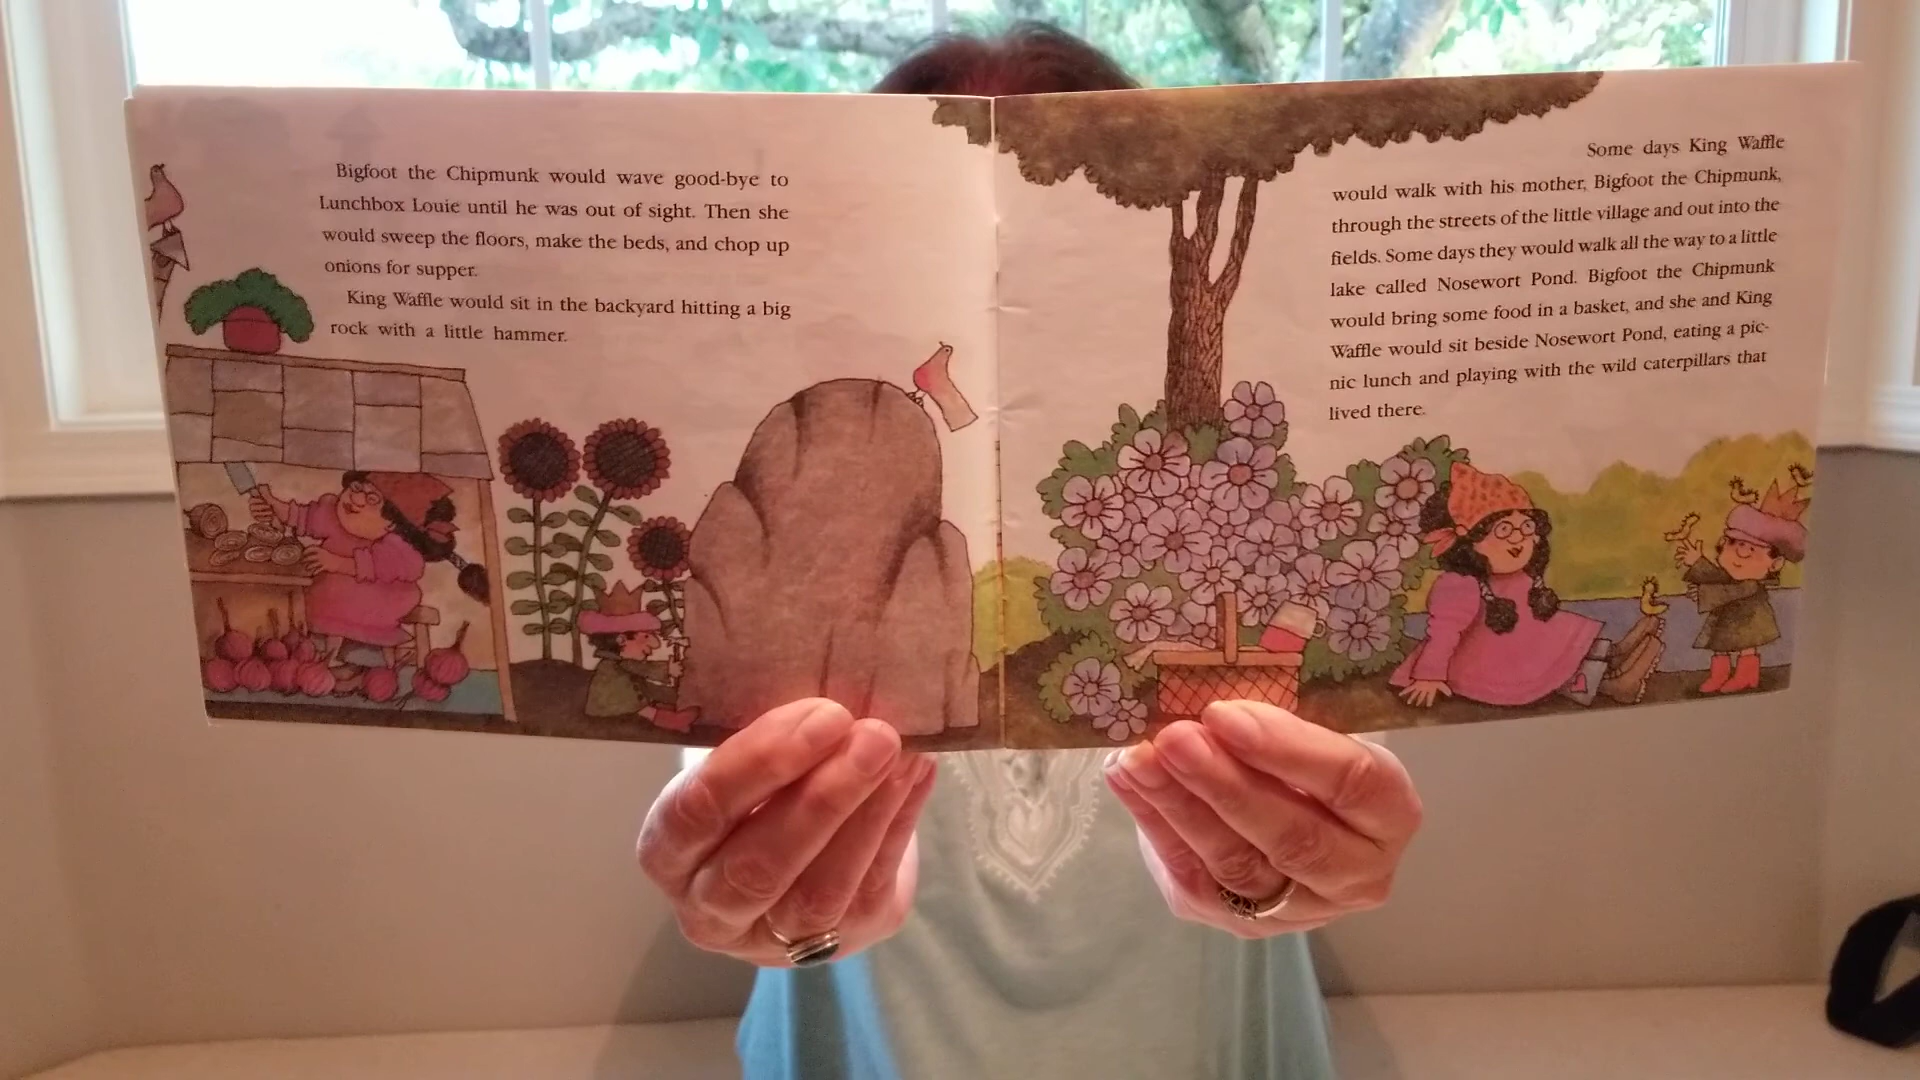 Bigfoot the Chipmunk would wave good-bye to
Lunchbox Louie until he was out of sight. Then she
would sweep the floors, make the beds, and chop up
onions for supper.
King Waffle would sit in the backyard hitting a big
rock with a little hammer.
Some days King Waffle
would walk with his mother, Bigfoot the Chipmunk,
through the streets of the little village and out into the
fields. Some days they would walk all the way to a little
lake called Nosewort Pond. Bigfoot the Chipmunk
would bring some food in a basket, and she and King
Waffle would sit beside Nosewort Pond, eating a pic-
nic lunch and playing with the wild caterpillars that
lived there.